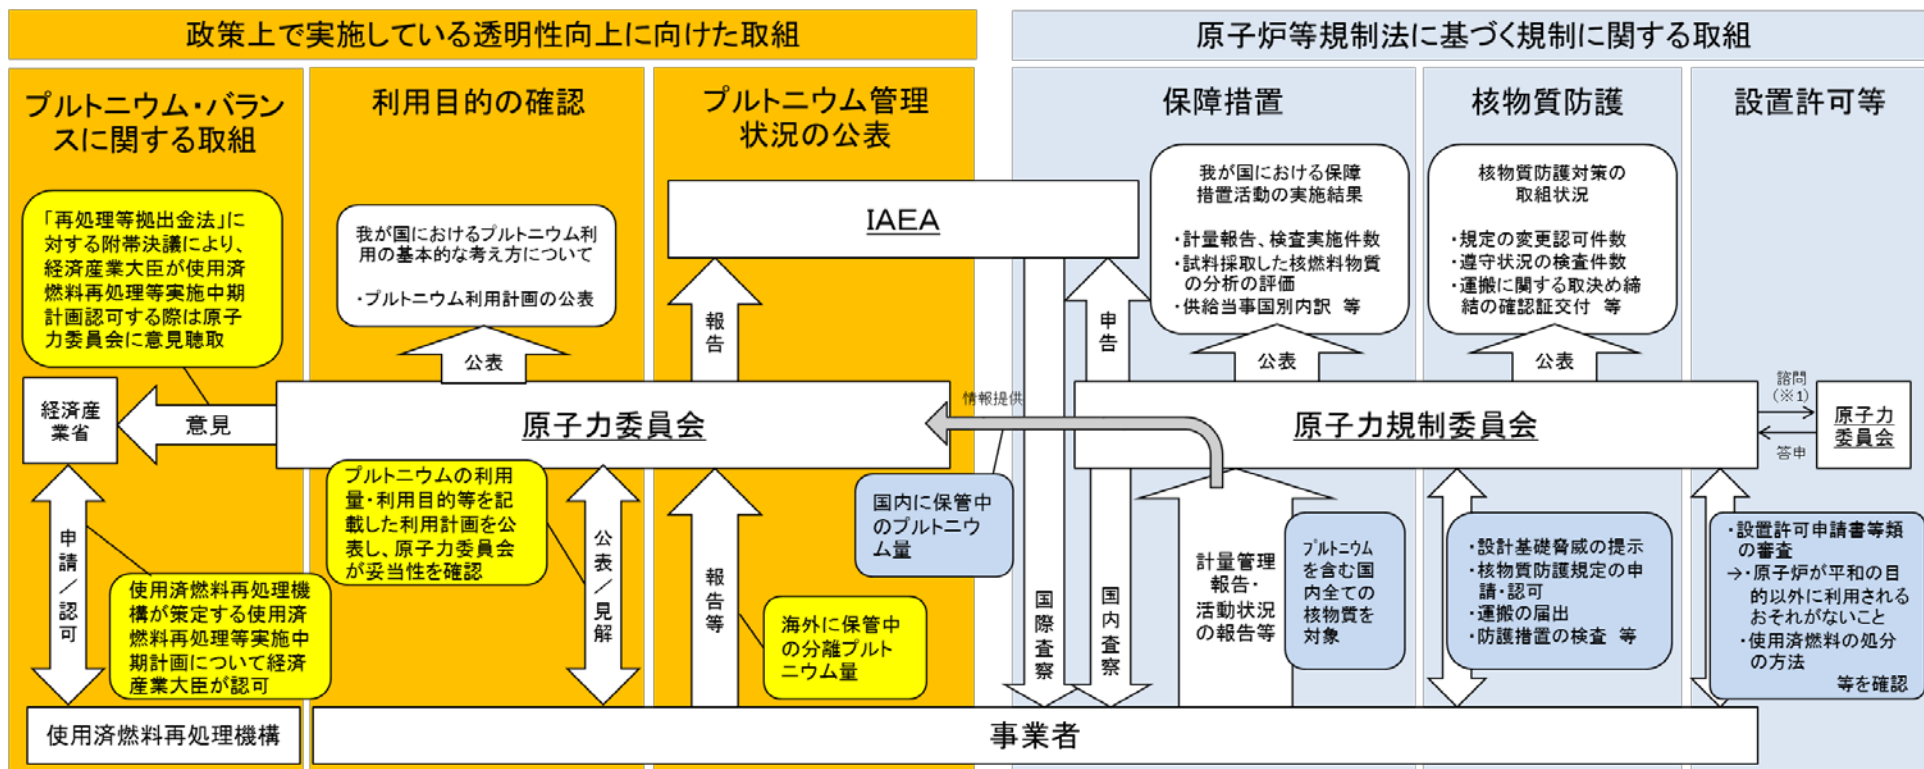 政策上で実施している透明性向上に向けた取組
原子炉等規制法に基づく規制に関する取組
プルトニウム・バラン
スに関する取組
利用目的の確認
プルトニウム管理
状況の公表
保障措置
核物質防護
設置許可等
「再処理等拠出金法」に
対する附帯決議により、
経済産業大臣が使用済
燃料再処理等実施中期
計画認可する際は原子
力委員会に意見聴取
我が国におけるプルトニウム利
用の基本的な考え方について
・プルトニウム利用計画の公表
IAEA
我が国における保障
措置活動の実施結果
・計量報告、検査実施件数
・試料採取した核燃料物質
の分析の評価
・供給当事国別内訳 等
核物質防護対策の
取組状況
・規定の変更認可件数
・遵守状況の検査件数
・運搬に関する取決め締
結の確認証交付 等
公表
報告
申告
公表
公表
経済産
業省
意見
原子力委員会
情報提供
原子力規制委員会
諮問
(※1)
答申
原子力
委員会
申請/認可
使用済燃料再処理機
構が策定する使用済
燃料再処理等実施中
期計画について経済
産業大臣が認可
プルトニウムの利用
量・利用目的等を記
載した利用計画を公
表し、原子力委員会
が妥当性を確認
公表/見解
報告等
海外に保管中
の分離プルト
ニウム量
国内に保管中
のプルトニウ
ム量
国際査察
国内査察
計量管理
報告・
活動状況
の報告等
プルトニウム
を含む国
内全ての
核物質を
対象
・設計基礎脅威の提示
・核物質防護規定の申
請・認可
・運搬の届出
・防護措置の検査 等
・設置許可申請書等類
の審査
→・原子炉が平和の目
的以外に利用される
おそれがないこと
・使用済燃料の処分
の方法
等を確認
使用済燃料再処理機構
事業者